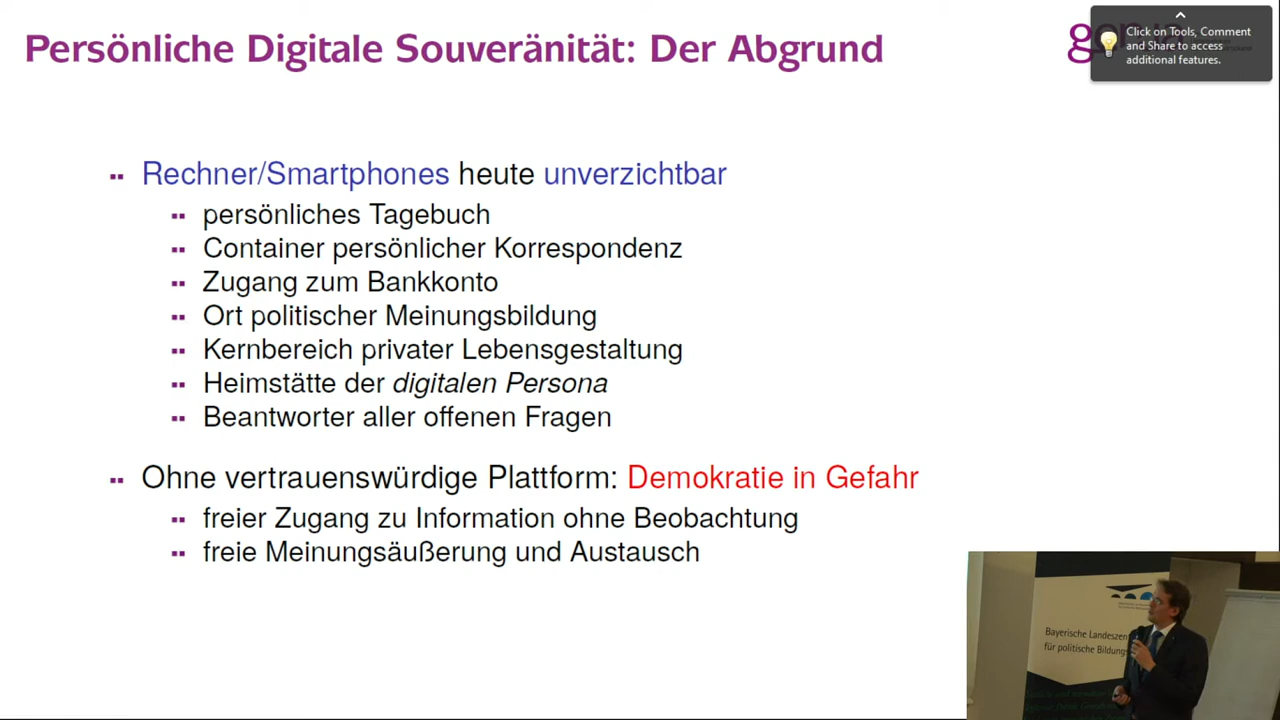 Persönliche Digitale Souveränität: Der Abgrund
Click on Tools, Comment
and Share to access
additional features.
Rechner/Smartphones heute unverzichtbar
persönliches Tagebuch
Container persönlicher Korrespondenz
Zugang zum Bankkonto
Ort politischer Meinungsbildung
Kernbereich privater Lebensgestaltung
Heimstätte der digitalen Persona
Beantworter aller offenen Fragen
Ohne vertrauenswürdige Plattform: Demokratie in Gefahr
freier Zugang zu Information ohne Beobachtung
freie Meinungsäußerung und Austausch
Bayerische Landeszen
für politische Bildung